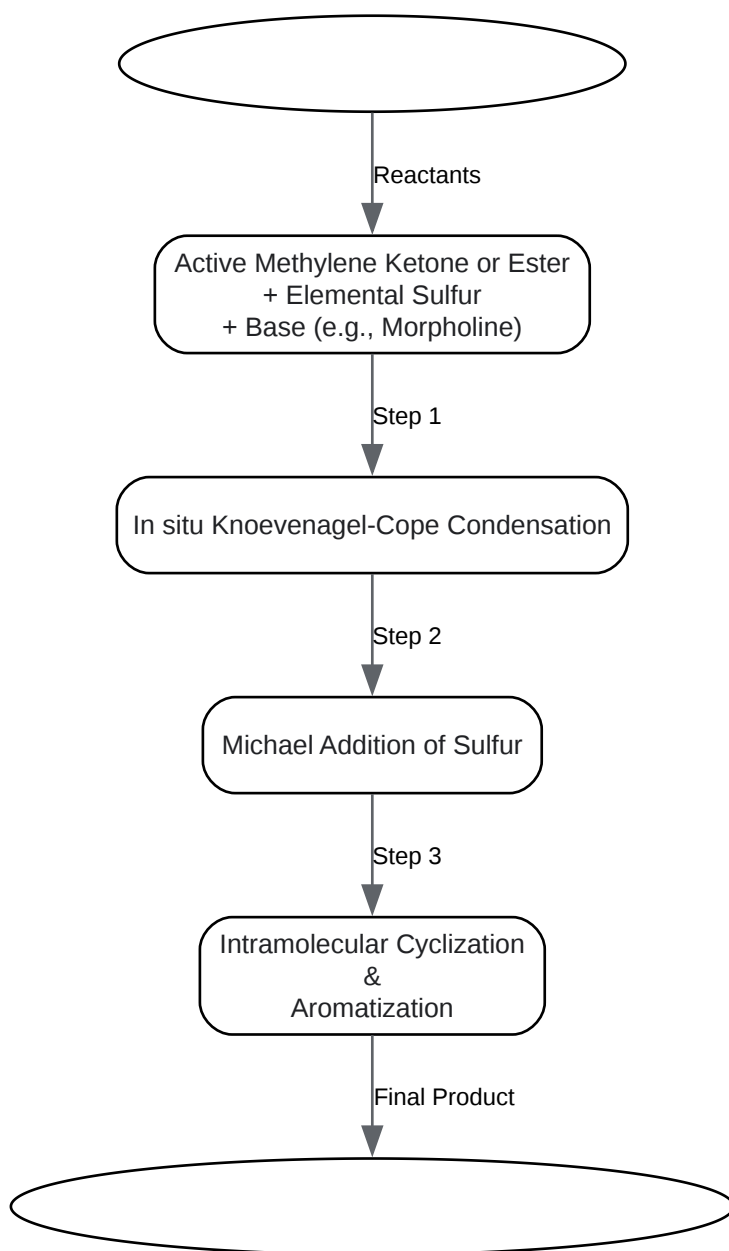 Reactants
Active Methylene Ketone or Ester
+ Elemental Sulfur
+ Base (e.g., Morpholine)
Step 1
In situ Knoevenagel-Cope Condensation
Step 2
Michael Addition of Sulfur
Step 3
Intramolecular Cyclization
&
Aromatization
Final Product